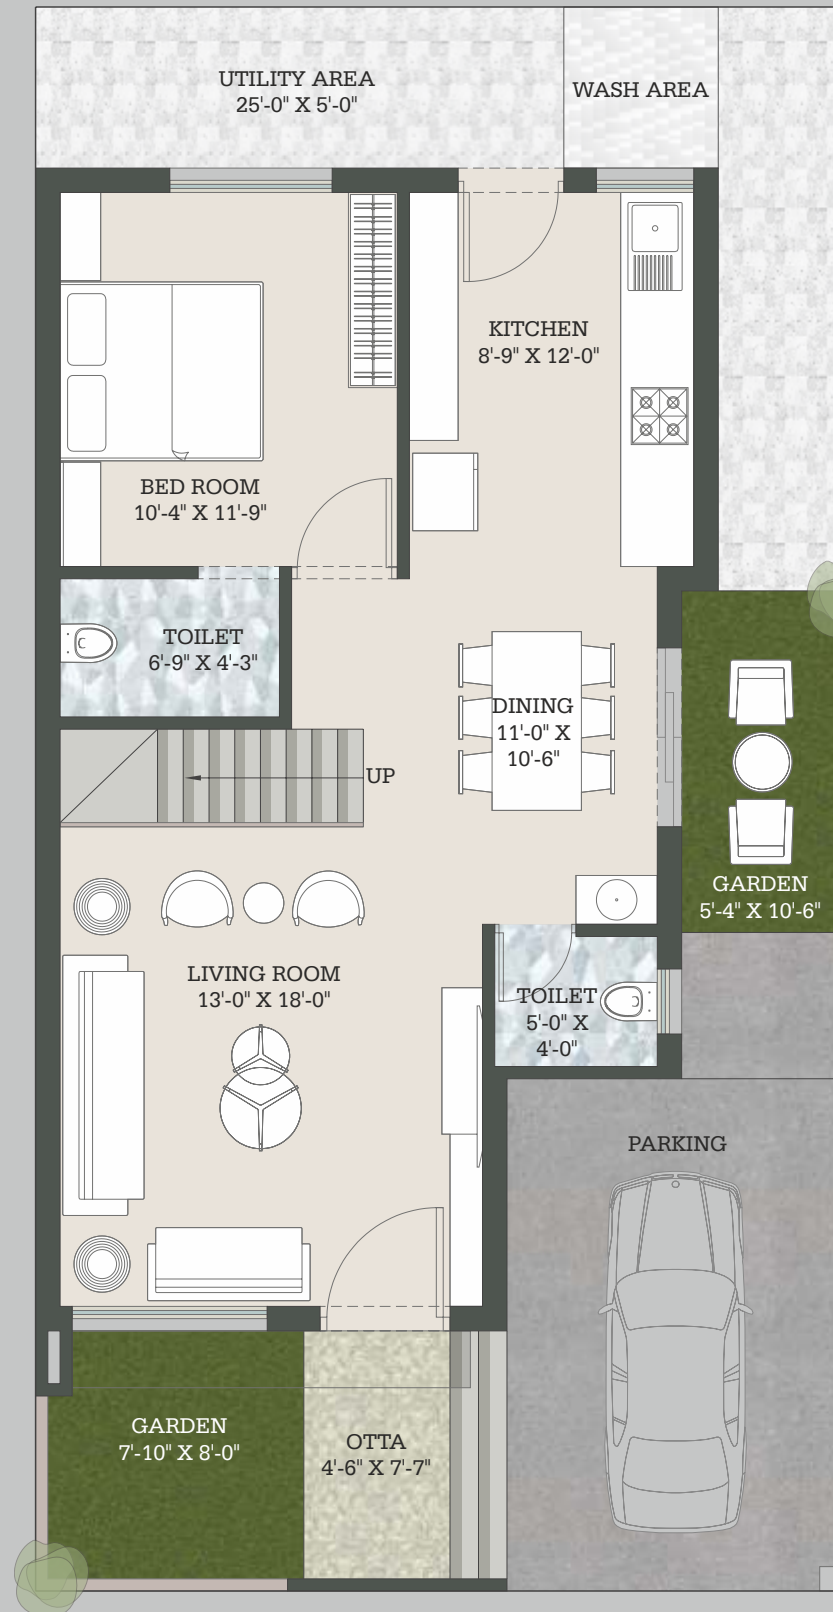 UTILITY AREA
25'-0" X 5'-0"
WASH AREA
KITCHEN
8'-9" X 12'-0"
BED ROOM
10'-4" X 11'-9"
TOILET
6'-9" X 4'-3"
DINING
11'-0" X
10'-6"
UP
GARDEN
5'-4" X 10'-6"
LIVING ROOM
13'-0" X 18'-0"
TOILET
5'-0" X
4'-0"
PARKING
GARDEN
7'-10" X 8'-0"
OTTA
4'-6" X 7'-7"